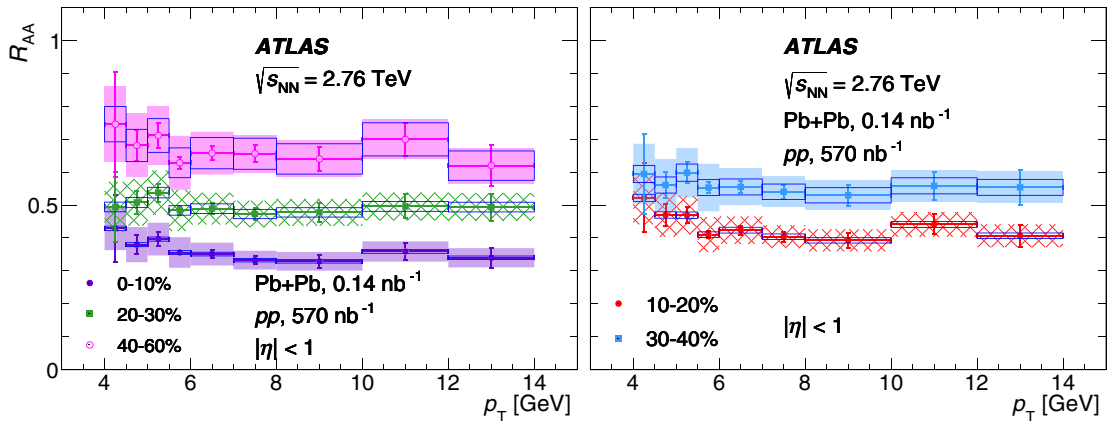 R_AA
1
0.5
0
ATLAS
√s_NN = 2.76 TeV
0-10%
20-30%
40-60%
Pb+Pb, 0.14 nb⁻¹
pp, 570 nb⁻¹
|η| < 1
4 6 8 10 12 14
p_T [GeV]
ATLAS
√s_NN = 2.76 TeV
Pb+Pb, 0.14 nb⁻¹
pp, 570 nb⁻¹
10-20%
30-40%
|η| < 1
4 6 8 10 12 14
p_T [GeV]